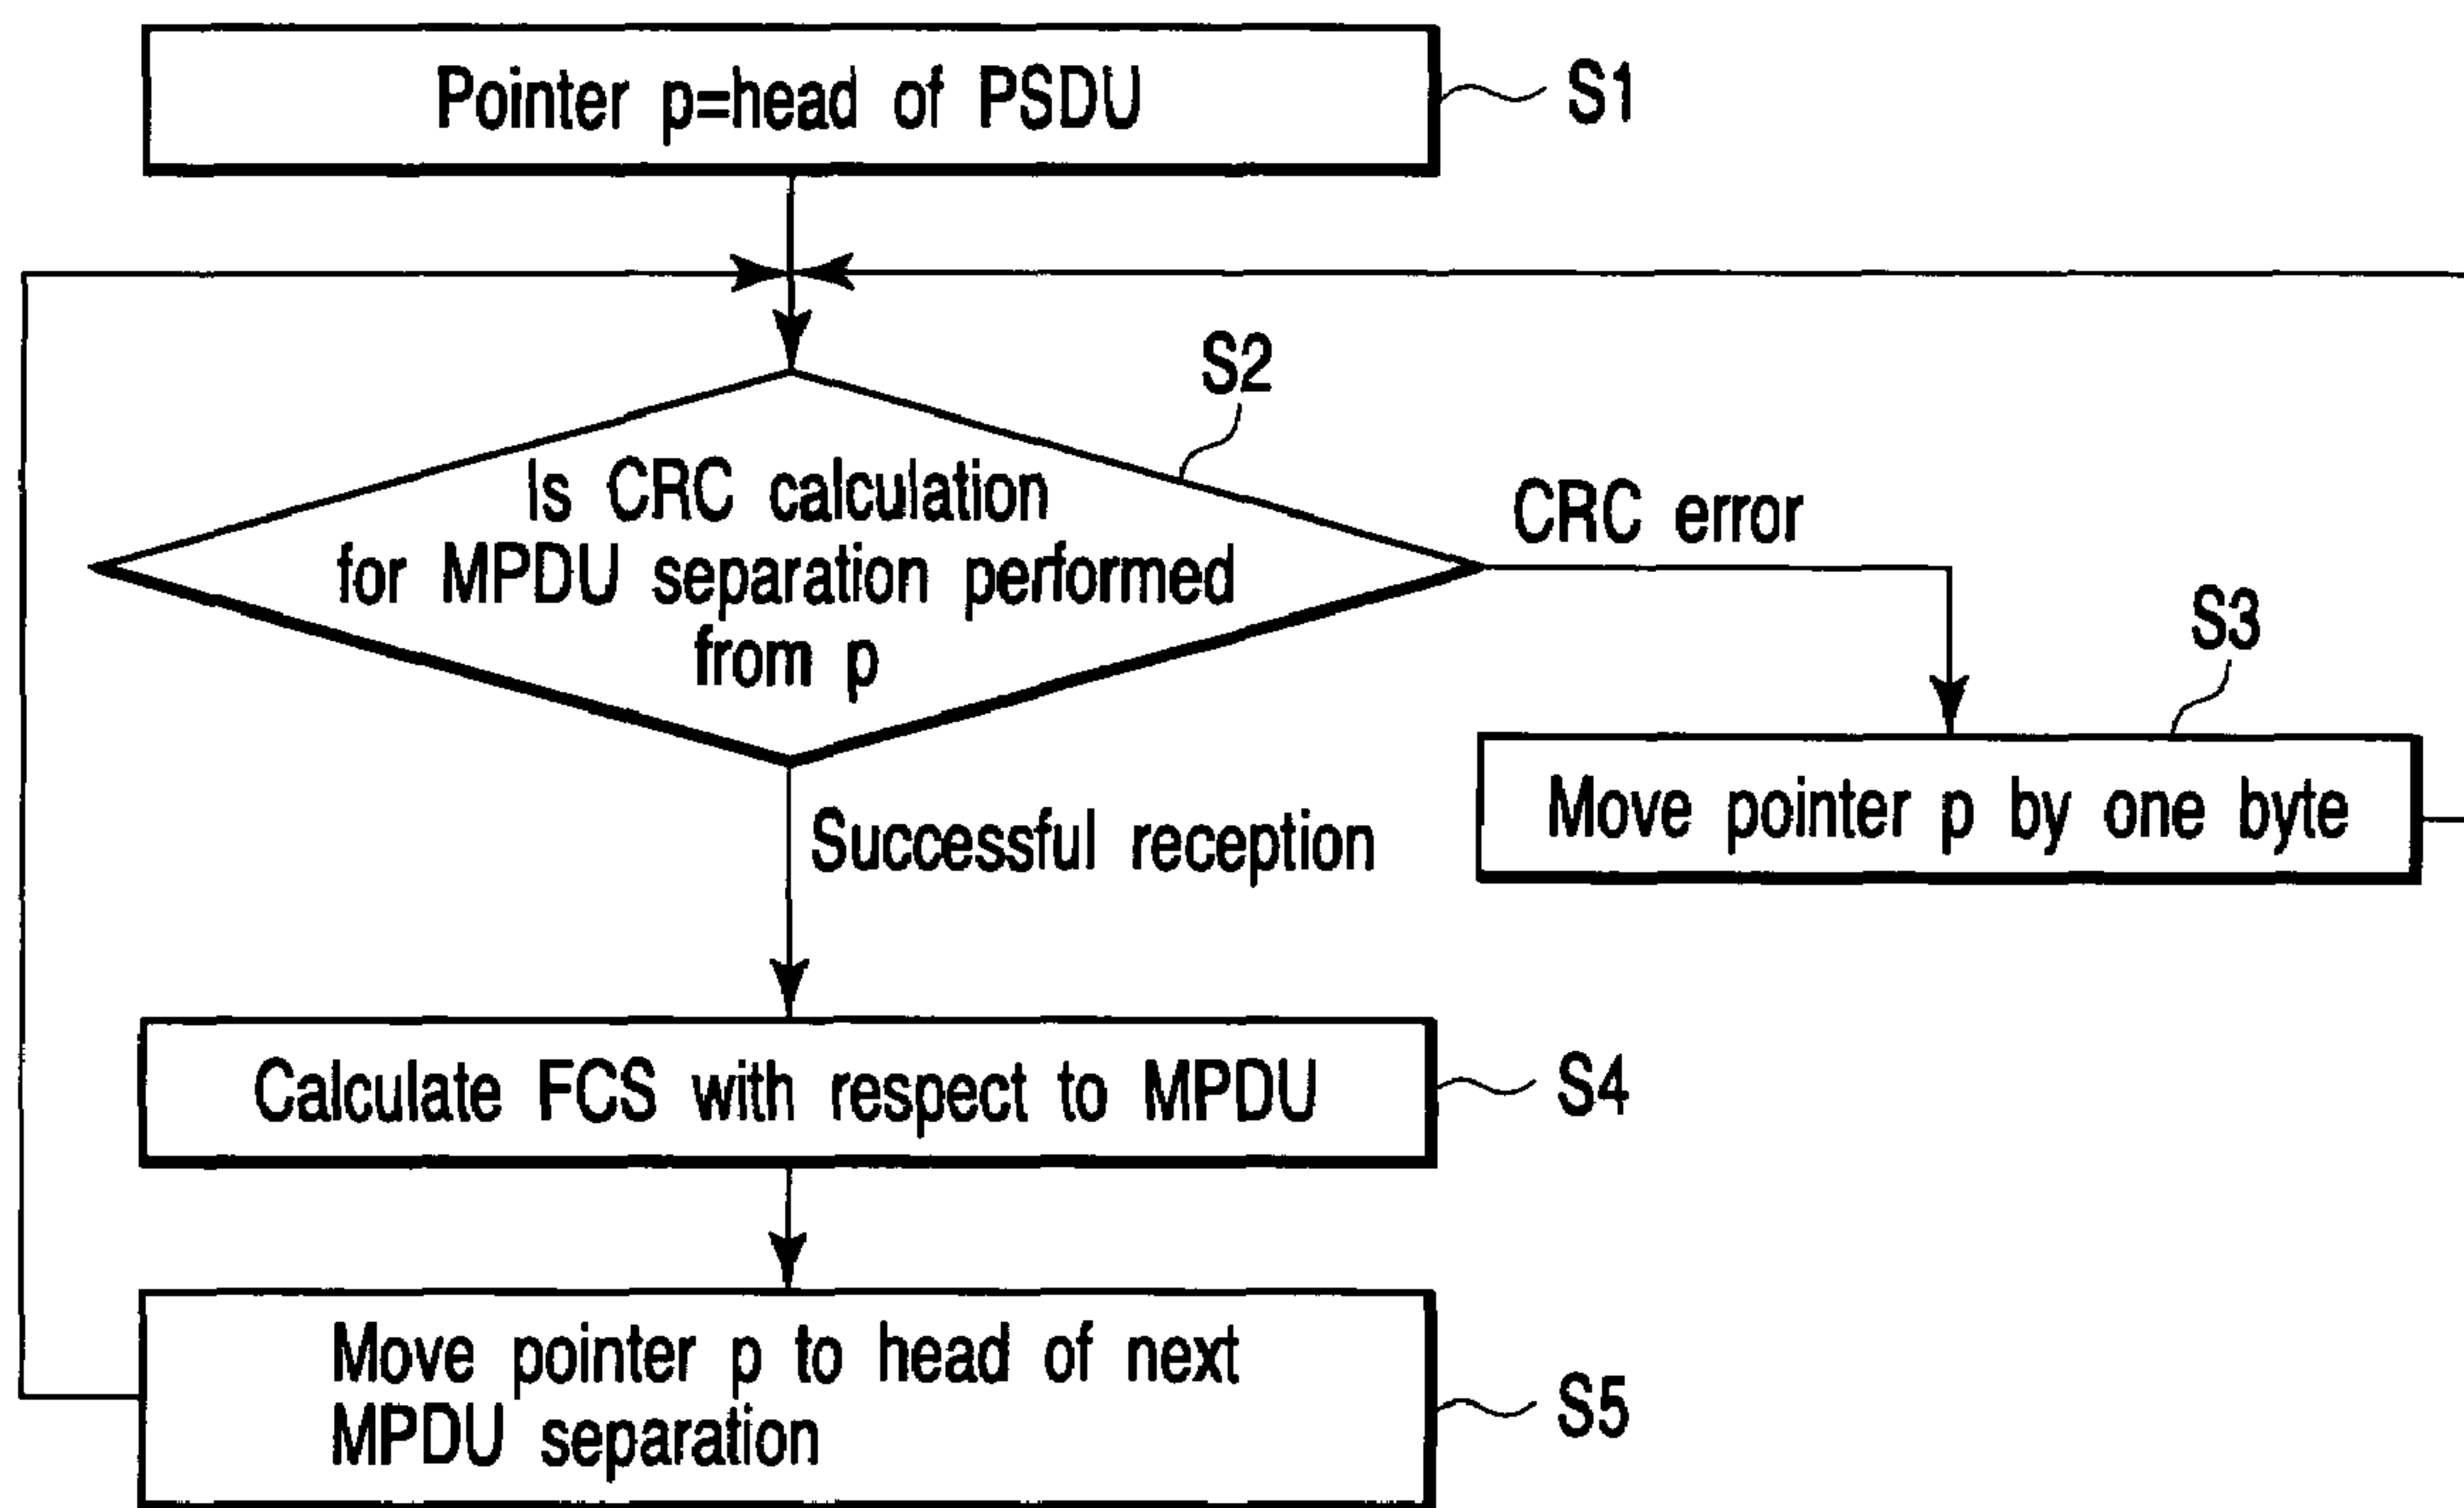 Pointer p=head of PSDU
S1
S2
Is CRC calculation
for MPDU separation performed
from p
CRC error
S3
Move pointer p by one byte
Successful reception
Calculate FCS with respect to MPDU
S4
Move pointer p to head of next
MPDU separation
S5